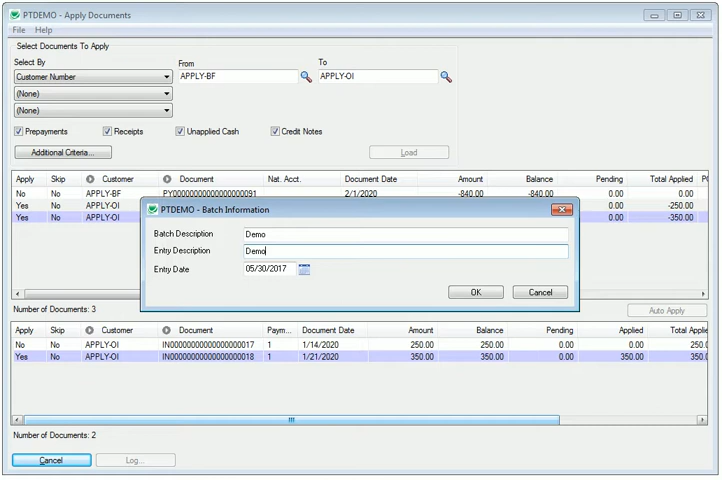 PTDEMO - Apply Documents
File Help
Select Documents To Apply
Select By From To
Customer Number APPLY-BF APPLY-OI
(None)
(None)
Prepayments Receipts Unapplied Cash Credit Notes
Additional Criteria... Load
Apply Skip Customer Document Nat. Acct. Document Date Amount Balance Pending Total Applied PO
No No APPLY-BF PY00000000000000000091 2/1/2020 -840.00 -840.00 0.00 0.00
Yes No APPLY-OI 0.00 -250.00
Yes No APPLY-OI 0.00 -350.00
PTDEMO - Batch Information
Batch Description Demo
Entry Description Demo
Entry Date 05/30/2017
OK Cancel
Number of Documents: 3 Auto Apply
Apply Skip Customer Document Paym... Document Date Amount Balance Pending Applied Total Applie
No No APPLY-OI IN00000000000000000017 1 1/14/2020 250.00 250.00 0.00 0.00 250.0
Yes No APPLY-OI IN00000000000000000018 1 1/21/2020 350.00 350.00 0.00 350.00 350.0
Number of Documents: 2
Cancel Log...